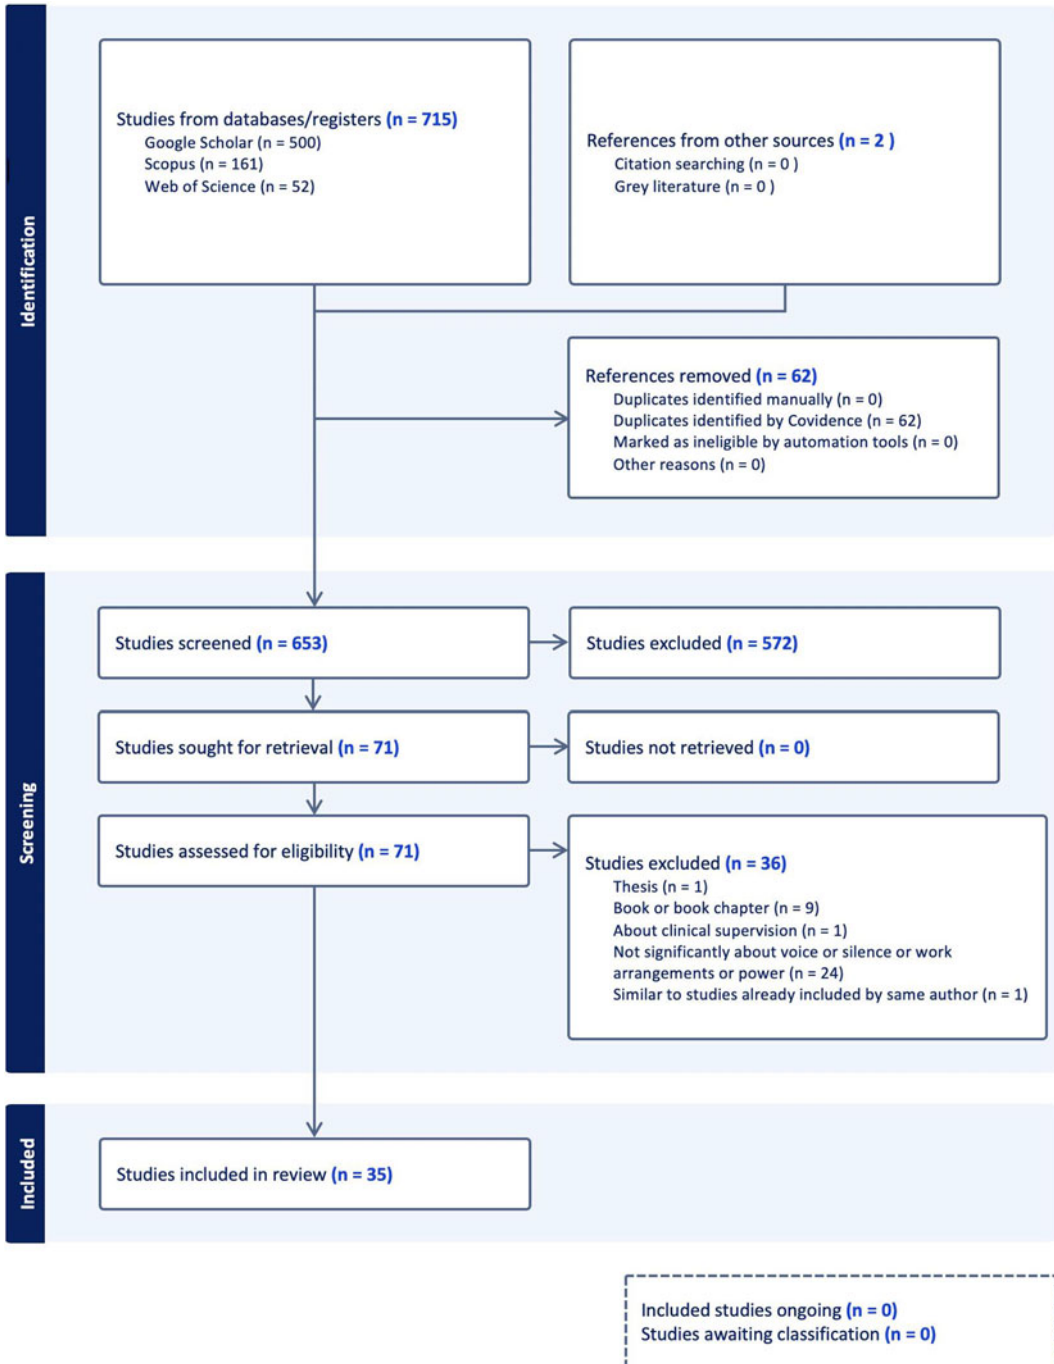 Identification
Studies from databases/registers (n = 715)
Google Scholar (n = 500)
Scopus (n = 161)
Web of Science (n = 52)
References from other sources (n = 2 )
Citation searching (n = 0 )
Grey literature (n = 0 )
References removed (n = 62)
Duplicates identified manually (n = 0)
Duplicates identified by Covidence (n = 62)
Marked as ineligible by automation tools (n = 0)
Other reasons (n = 0)
Screening
Studies screened (n = 653)
Studies excluded (n = 572)
Studies sought for retrieval (n = 71)
Studies not retrieved (n = 0)
Studies assessed for eligibility (n = 71)
Studies excluded (n = 36)
Thesis (n = 1)
Book or book chapter (n = 9)
About clinical supervision (n = 1)
Not significantly about voice or silence or work
arrangements or power (n = 24)
Similar to studies already included by same author (n = 1)
Included
Studies included in review (n = 35)
Included studies ongoing (n = 0)
Studies awaiting classification (n = 0)